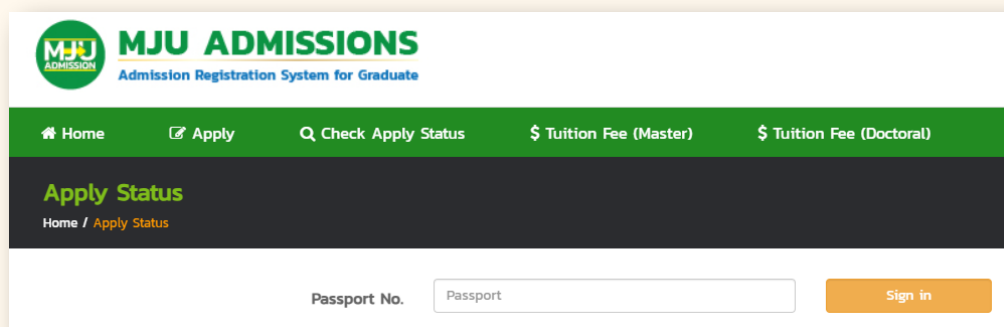 MJU
ADMISSION
MJU ADMISSIONS
Admission Registration System for Graduate
Home Apply Check Apply Status $ Tuition Fee (Master) $ Tuition Fee (Doctoral)
Apply Status
Home / Apply Status
Passport No. Passport Sign in